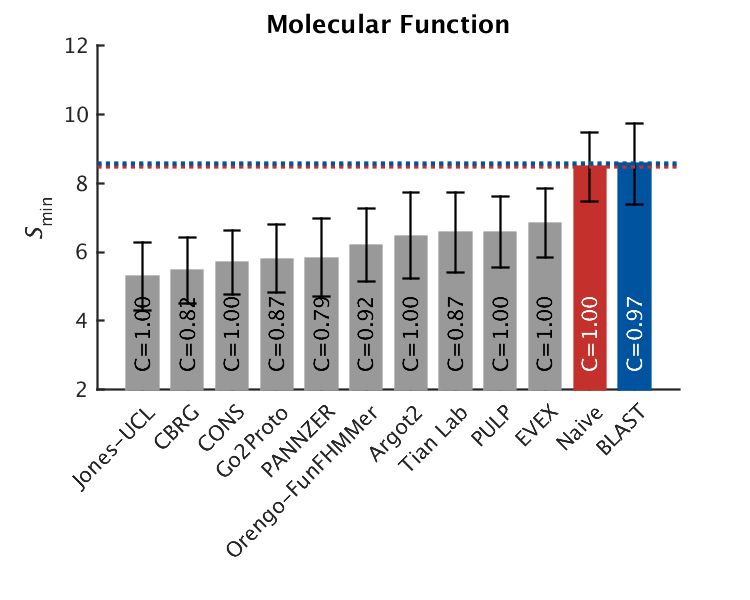 Molecular Function
12
10
8
6
4
2
Smin
C=1.00
C=0.82
C=1.00
C=0.87
C=0.79
C=0.92
C=1.00
C=0.87
C=1.00
C=1.00
C=1.00
C=0.97
Jones-UCL
CBRG
CONS
Go2Proto
PANNZER
Orengo-FunFHMMer
Argot2
Tian Lab
PULP
EVEX
Naive
BLAST